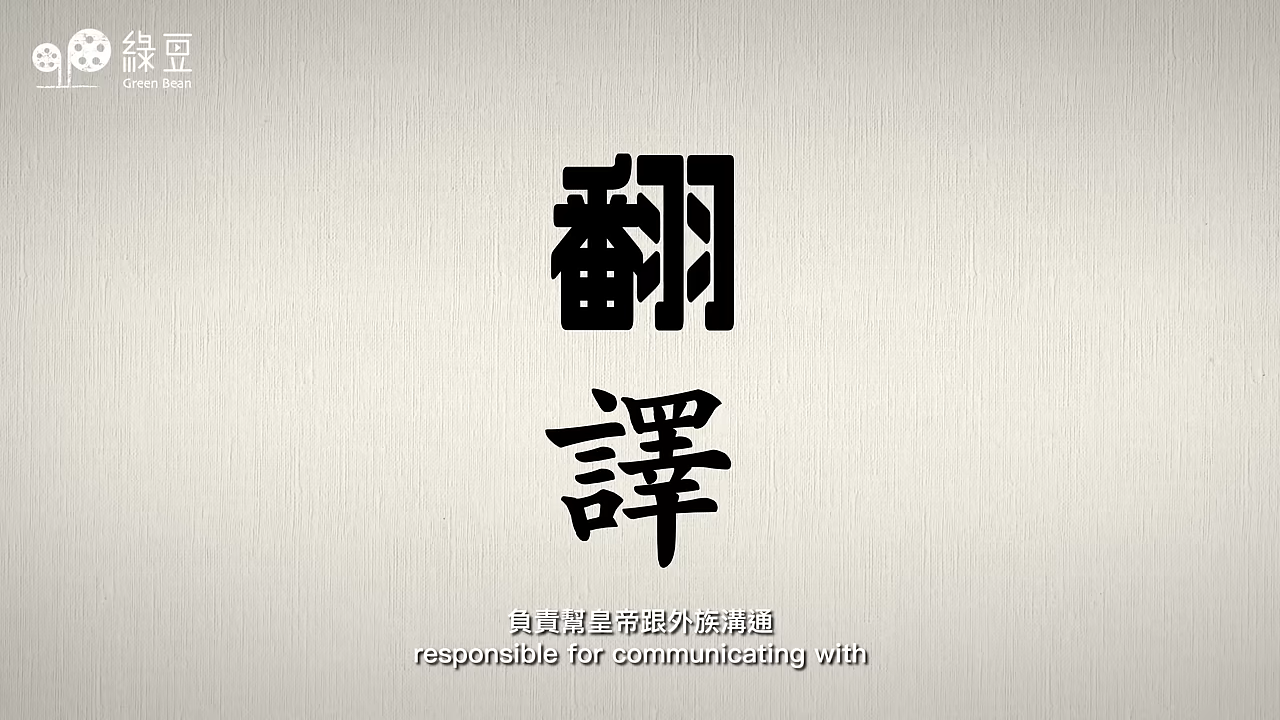 綠豆
Green Bean
翻
譯
負責幫皇帝跟外族溝通
responsible for communicating with